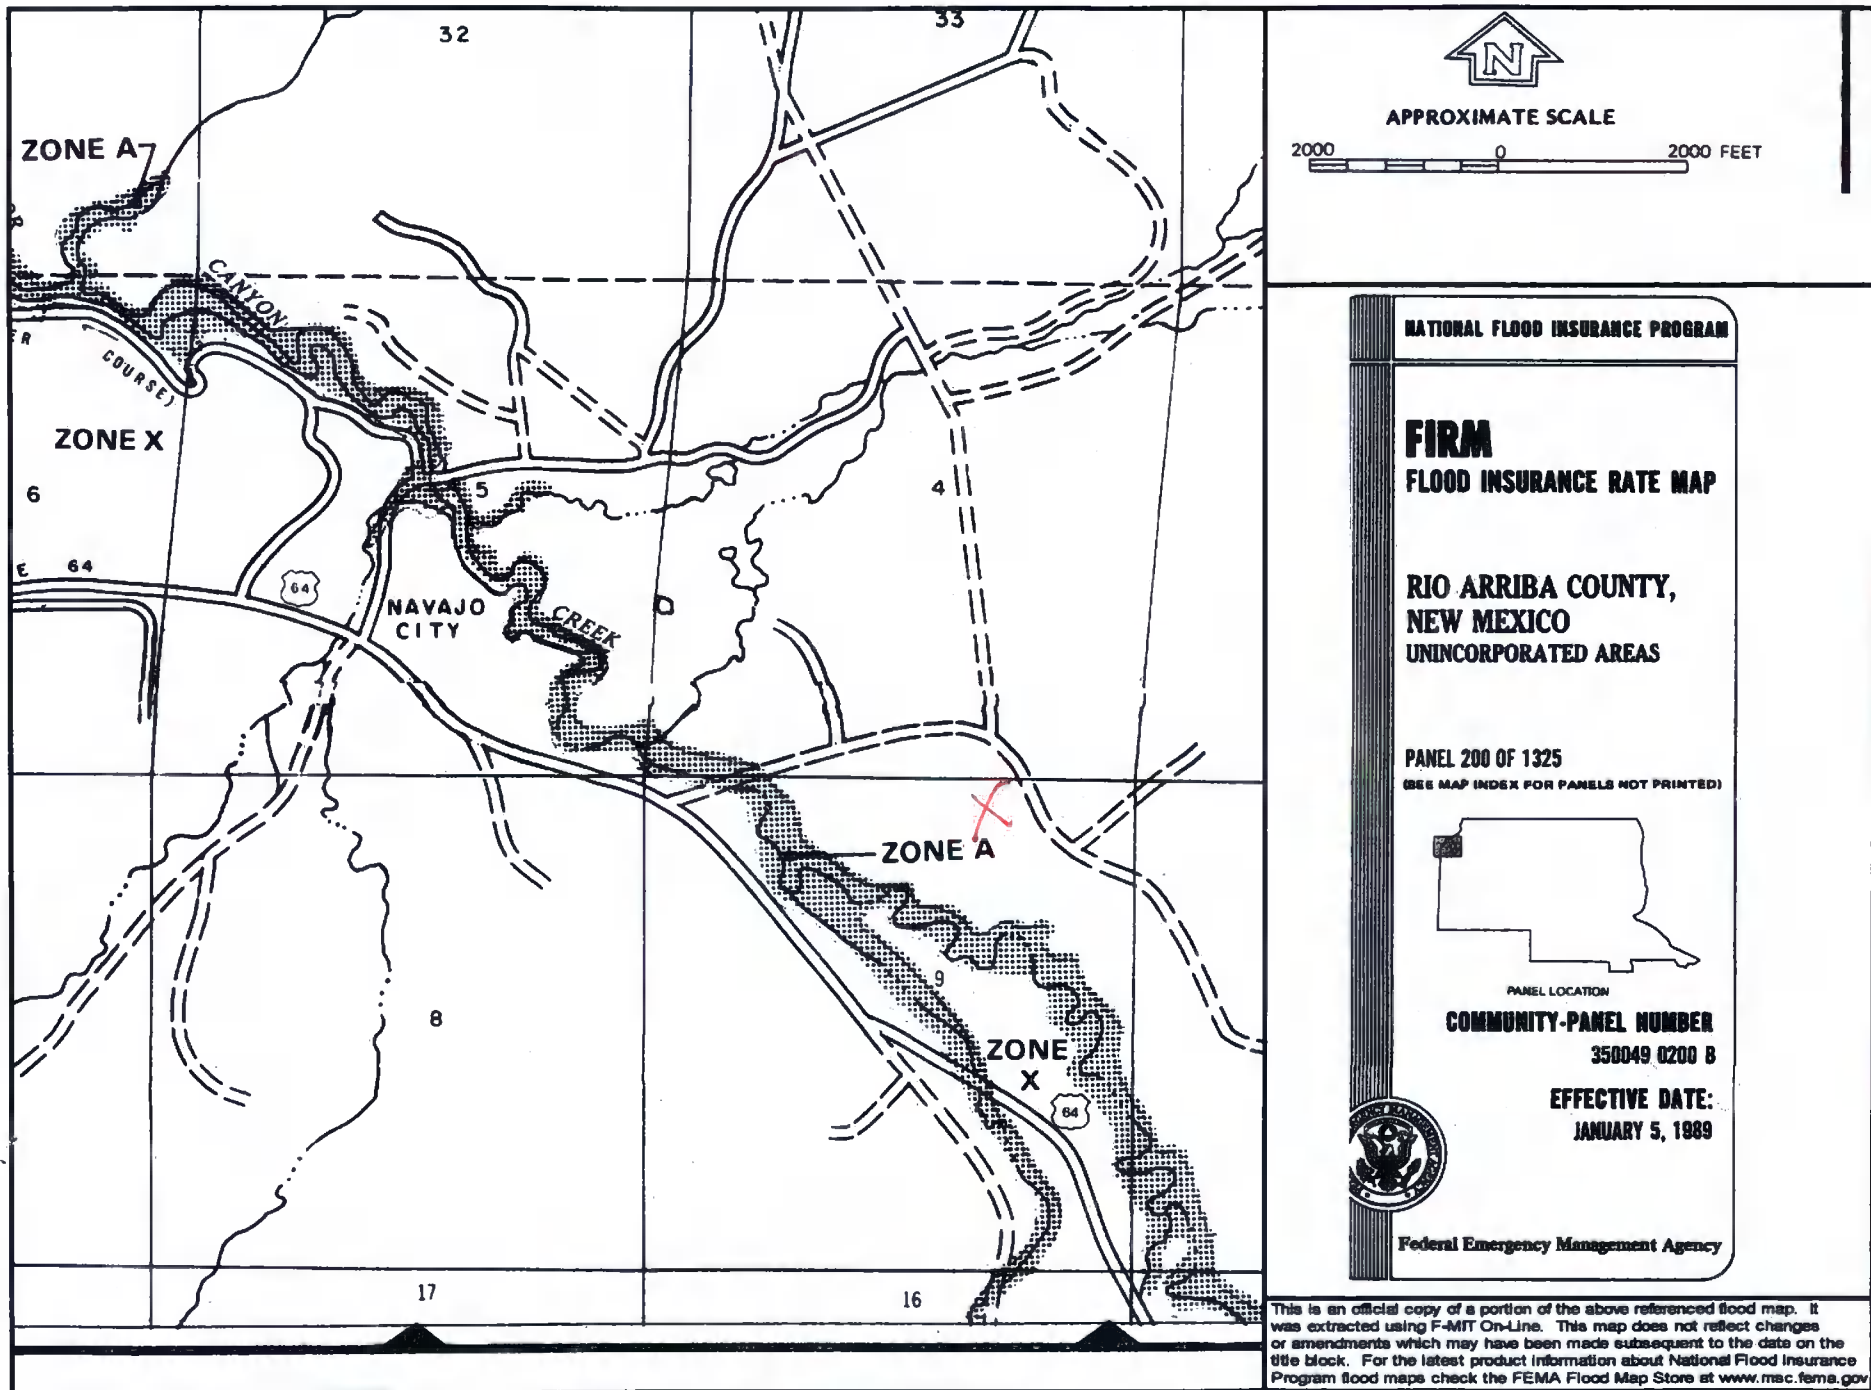 32
33
ZONE A
CANYON
ER
COURSE)
ZONE X
6
5
4
E 64
64
NAVAJO
CITY
CREEK
ZONE A
9
8
ZONE
X
64
17
16
N
APPROXIMATE SCALE
2000 0 2000 FEET
NATIONAL FLOOD INSURANCE PROGRAM
FIRM
FLOOD INSURANCE RATE MAP
RIO ARRIBA COUNTY,
NEW MEXICO
UNINCORPORATED AREAS
PANEL 200 OF 1325
(SEE MAP INDEX FOR PANELS NOT PRINTED)
PANEL LOCATION
COMMUNITY-PANEL NUMBER
350049 0200 B
EFFECTIVE DATE:
JANUARY 5, 1989
Federal Emergency Management Agency
This is an official copy of a portion of the above referenced flood map. It
was extracted using F-MIT On-Line. This map does not reflect changes
or amendments which may have been made subsequent to the date on the
title block. For the latest product information about National Flood Insurance
Program flood maps check the FEMA Flood Map Store at www.msc.fema.gov